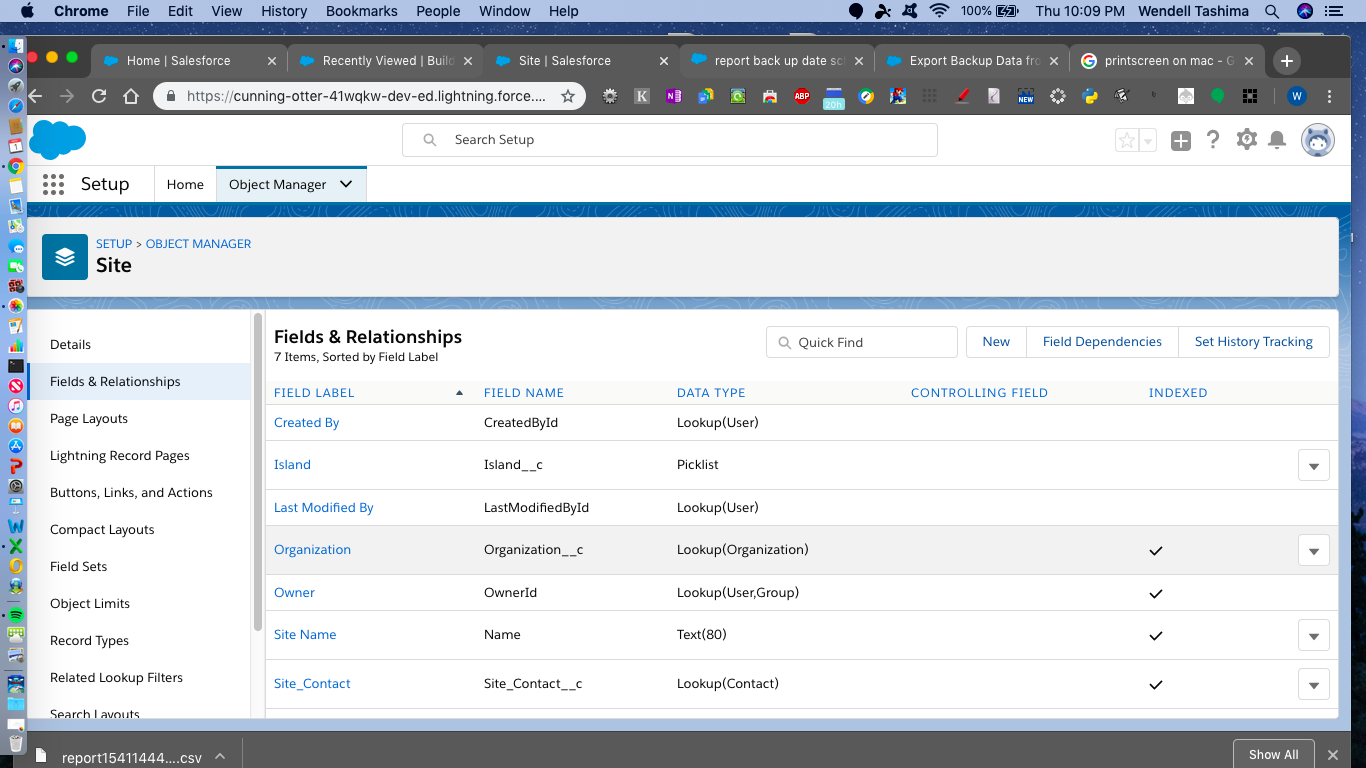 Chrome File Edit View History Bookmarks People Window Help 100% Thu 10:09 PM Wendell Tashima
Home | Salesforce
Recently Viewed | Build
Site | Salesforce
report back up date sc
Export Backup Data fro
printscreen on mac - G
https://cunning-otter-41wqkw-dev-ed.lightning.force....
ABP
20h
NEW
W
Search Setup
Setup Home Object Manager
SETUP > OBJECT MANAGER
Site
Details
Fields & Relationships
Page Layouts
Lightning Record Pages
Buttons, Links, and Actions
Compact Layouts
Field Sets
Object Limits
Record Types
Related Lookup Filters
Search Layouts
Fields & Relationships
7 Items, Sorted by Field Label
Quick Find
New Field Dependencies Set History Tracking
FIELD LABEL FIELD NAME DATA TYPE CONTROLLING FIELD INDEXED
Created By CreatedById Lookup(User)
Island Island__c Picklist
Last Modified By LastModifiedById Lookup(User)
Organization Organization__c Lookup(Organization)
Owner OwnerId Lookup(User,Group)
Site Name Name Text(80)
Site_Contact Site_Contact__c Lookup(Contact)
report15411444....csv
Show All